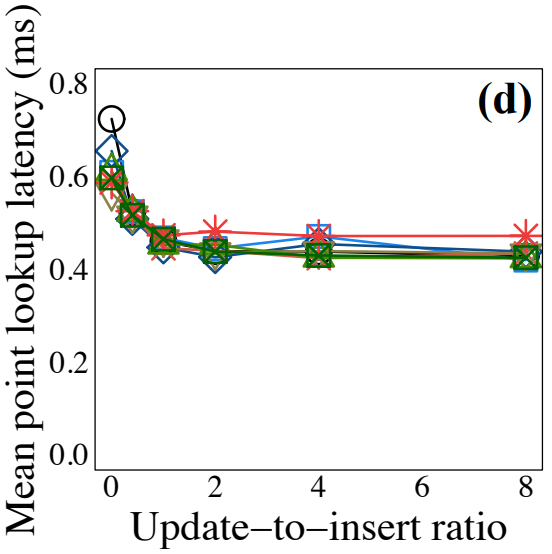 Mean point lookup latency (ms)
(d)
0.8
0.6
0.4
0.2
0.0
0 2 4 6 8
Update–to–insert ratio